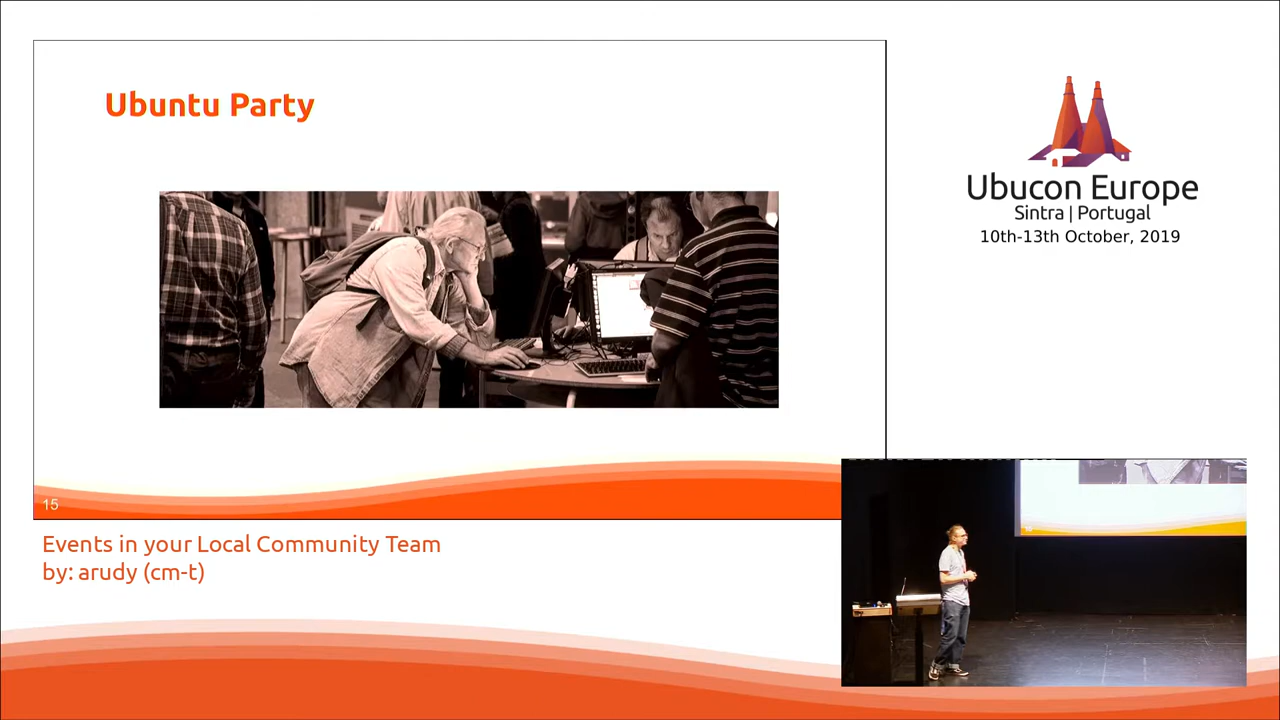 Ubuntu Party
15
Events in your Local Community Team
by: arudy (cm-t)
Ubucon Europe
Sintra | Portugal
10th-13th October, 2019